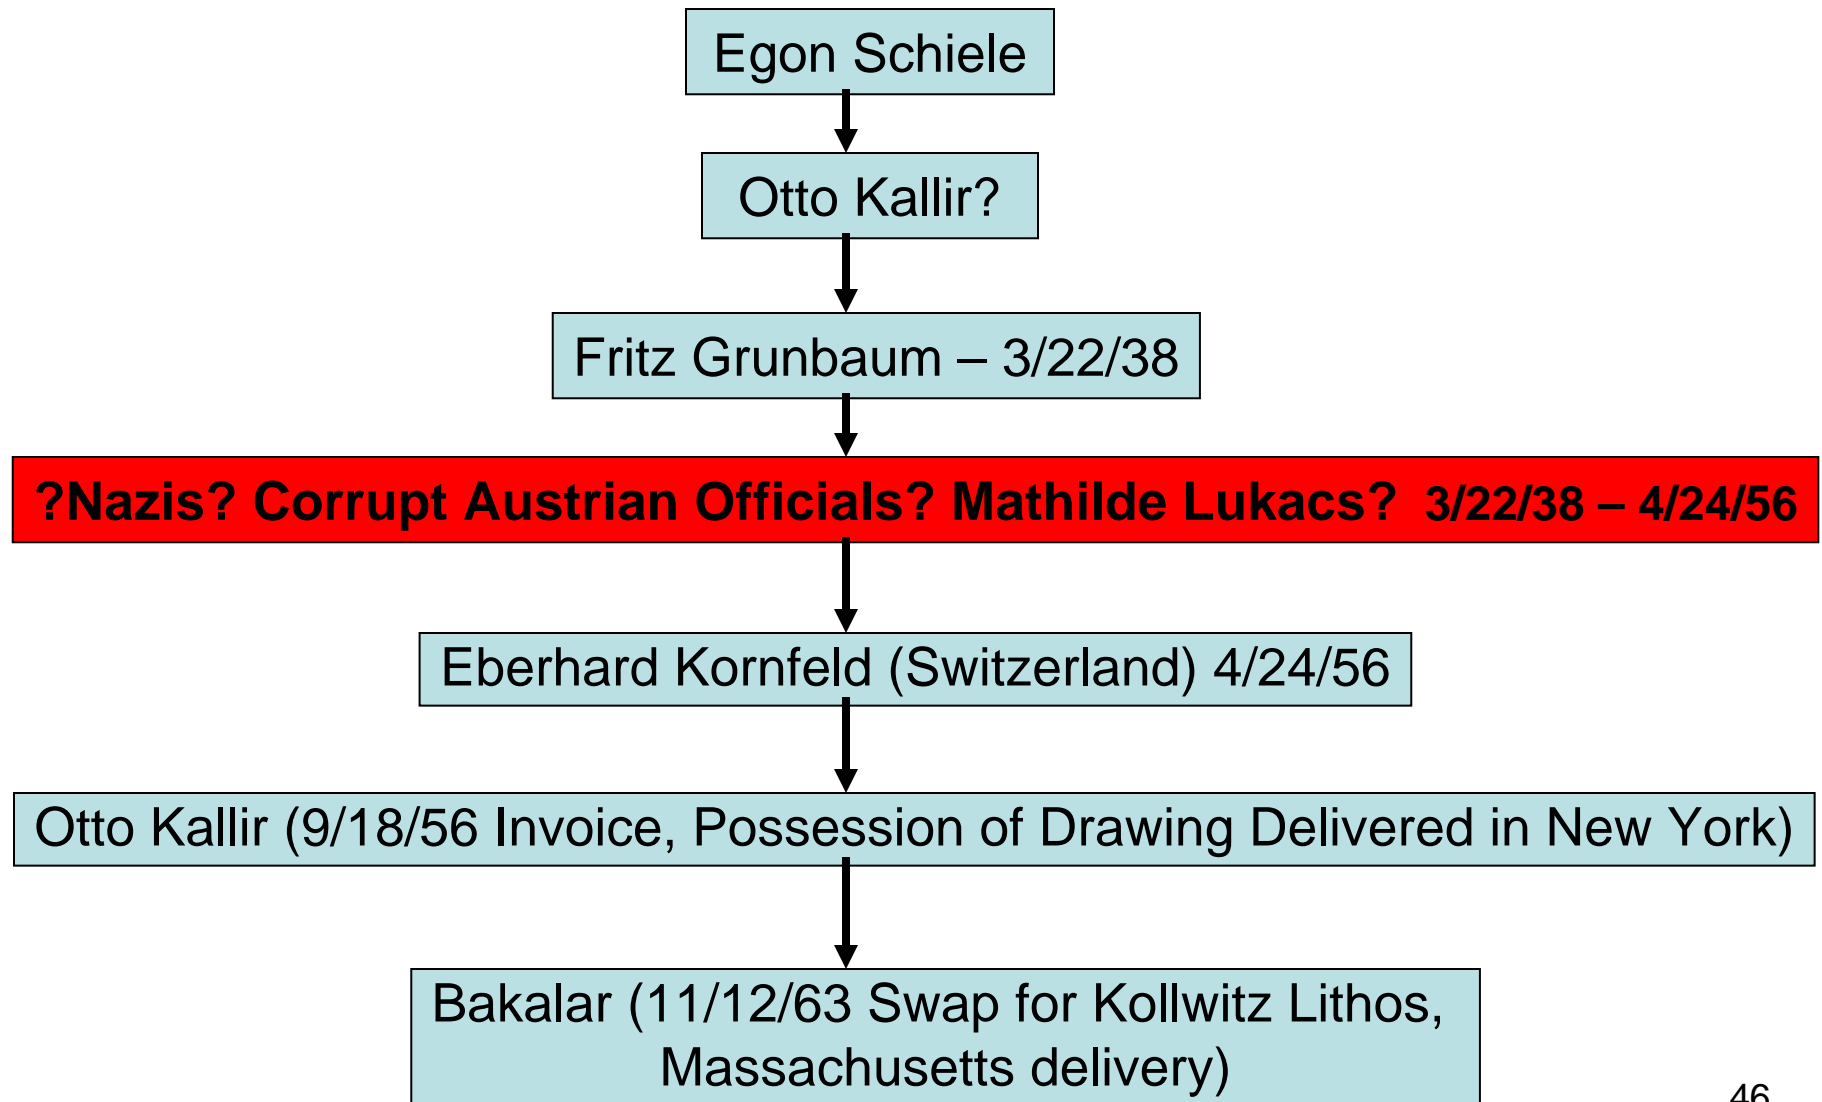 Egon Schiele
Otto Kallir?
Fritz Grunbaum – 3/22/38
?Nazis? Corrupt Austrian Officials? Mathilde Lukacs? 3/22/38 – 4/24/56
Eberhard Kornfeld (Switzerland) 4/24/56
Otto Kallir (9/18/56 Invoice, Possession of Drawing Delivered in New York)
Bakalar (11/12/63 Swap for Kollwitz Lithos,
Massachusetts delivery)
46